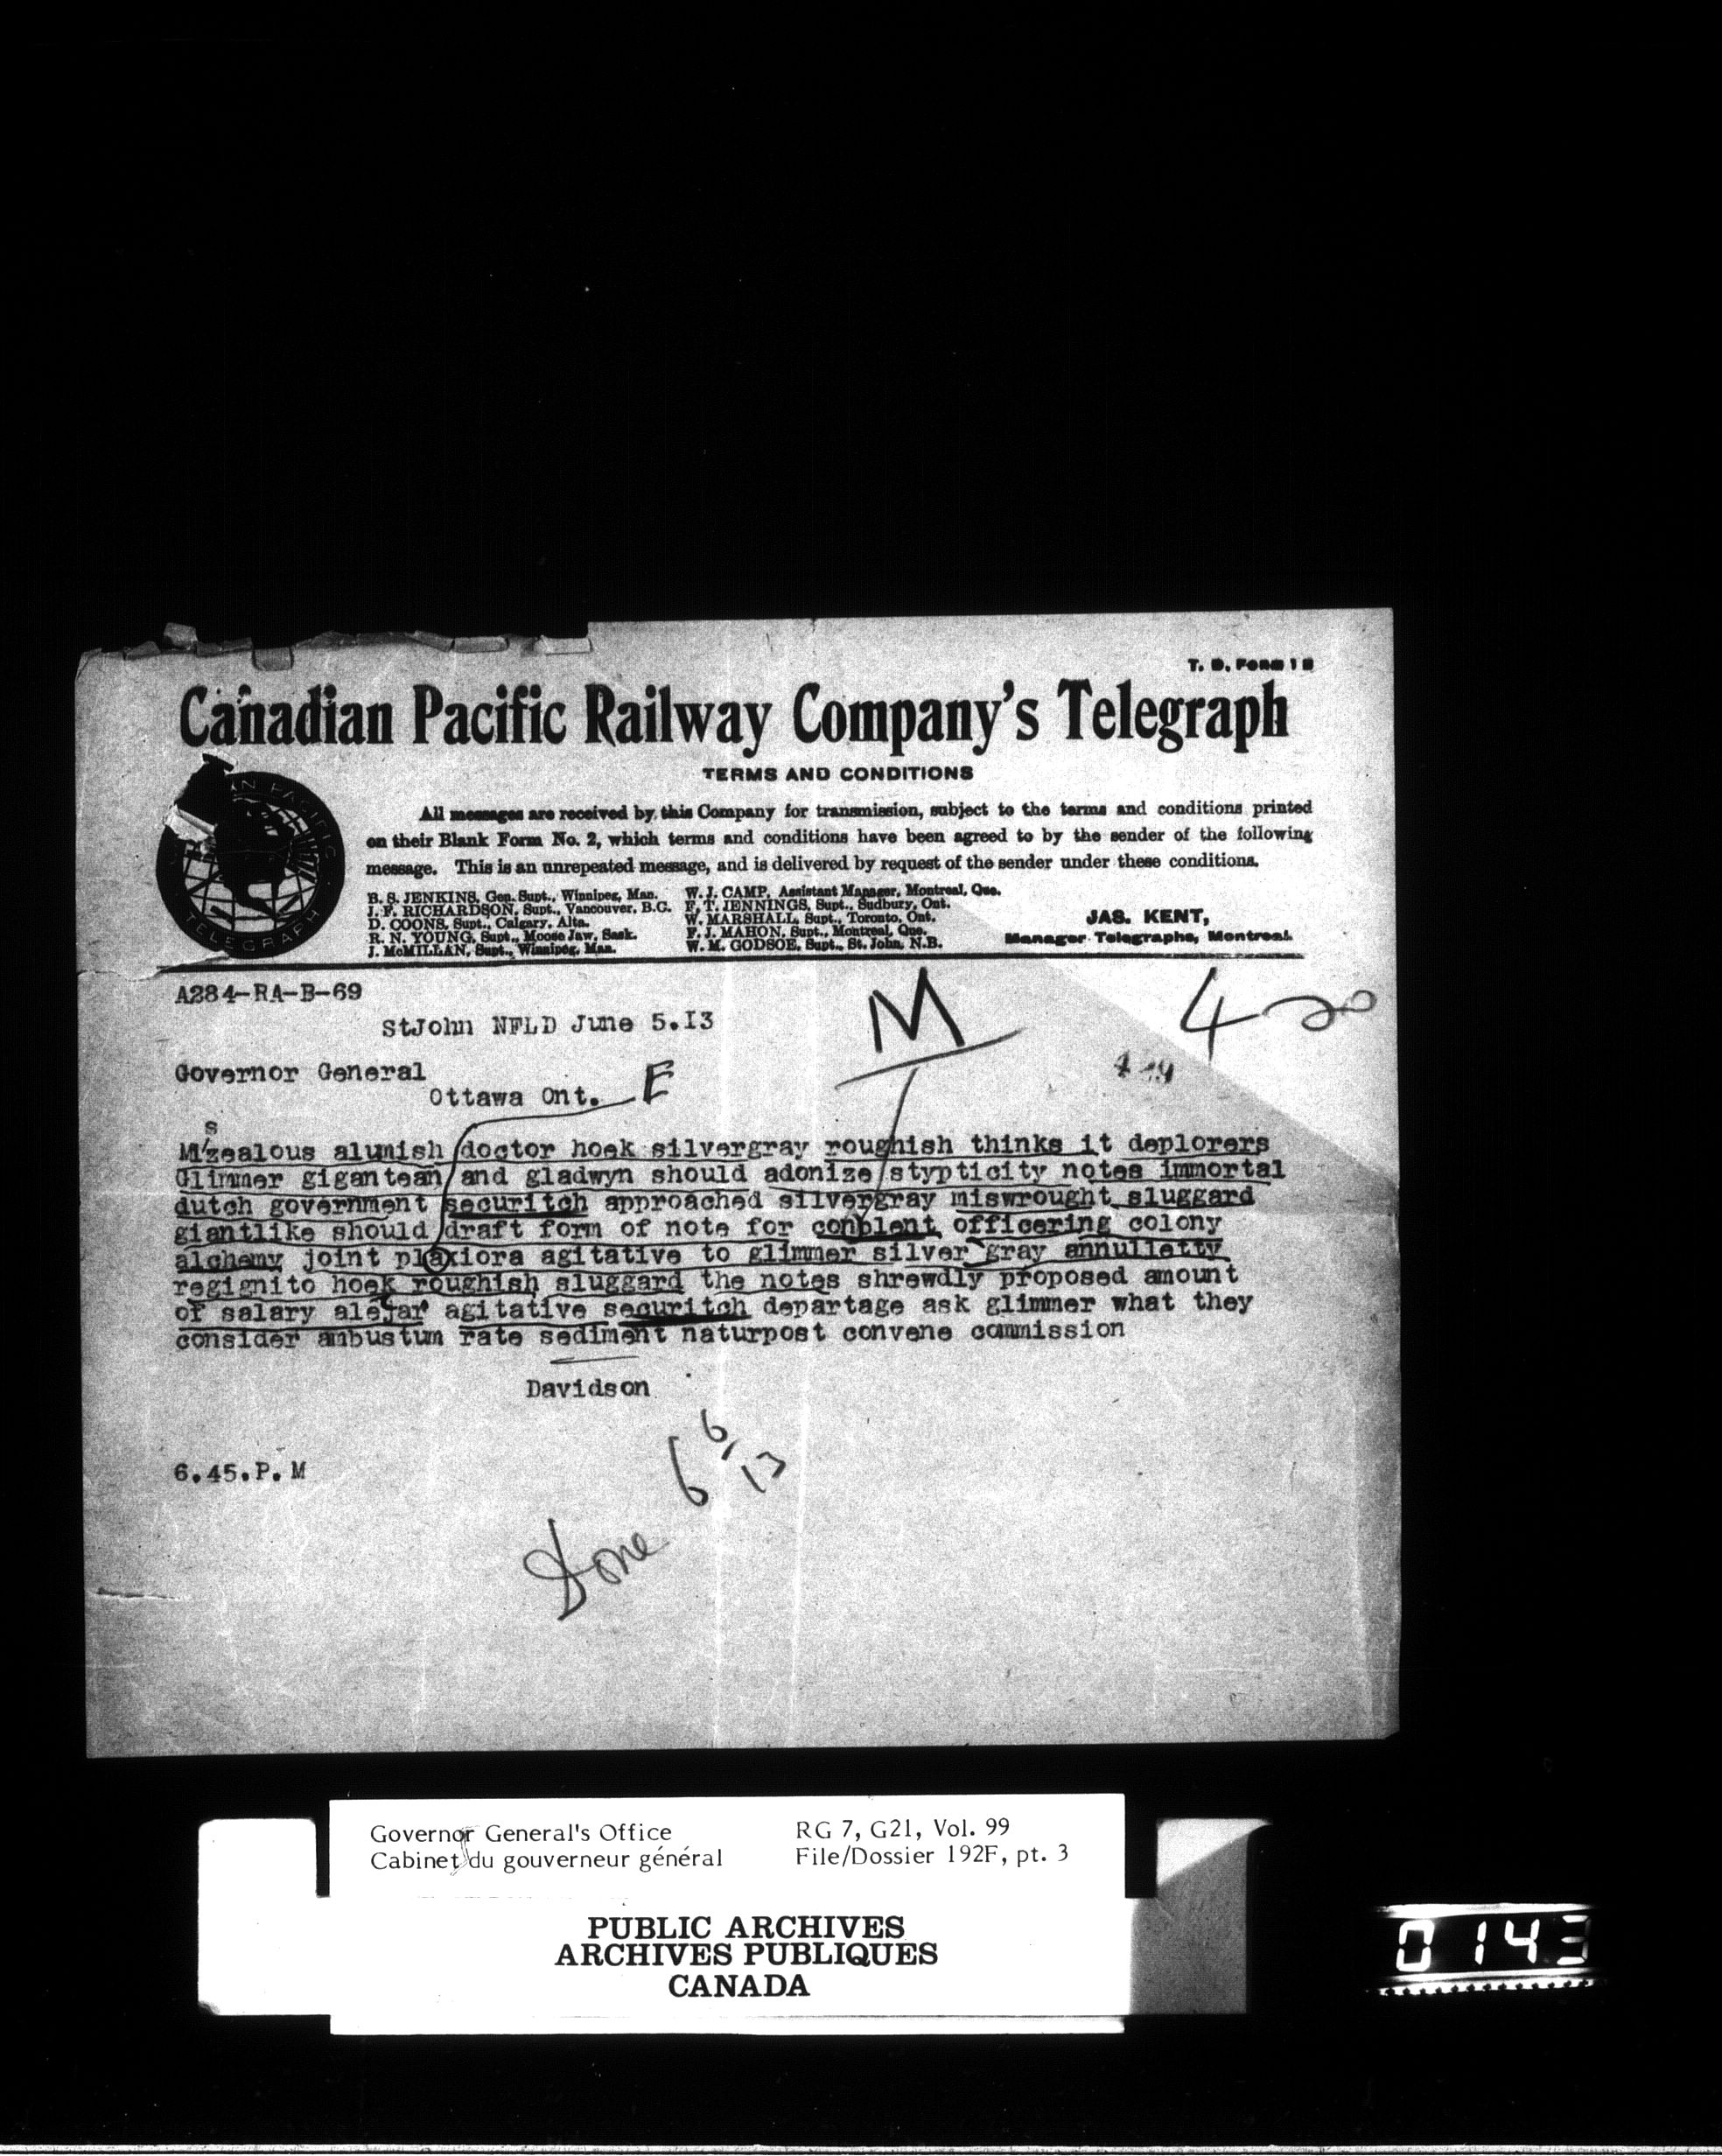 T. D. Form 1 B
Canadian Pacific Railway Company's Telegraph
TERMS AND CONDITIONS
All messages are received by this Company for transmission, subject to the terms and conditions printed
on their Blank Form No. 2, which terms and conditions have been agreed to by the sender of the following
message. This is an unrepeated message, and is delivered by request of the sender under these conditions.
B. S. JENKINS, Gen. Supt., Winnipeg, Man.
J. F. RICHARDSON, Supt., Vancouver, B.C.
D. COONS, Supt., Calgary, Alta.
R. N. YOUNG, Supt., Moose Jaw, Sask.
J. McMILLAN, Supt., Winnipeg, Man.
W. J. CAMP, Assistant Manager, Montreal, Que.
F. T. JENNINGS, Supt., Sudbury, Ont.
W. MARSHALL, Supt., Toronto, Ont.
F. J. MAHON, Supt., Montreal, Que.
W. M. GODSOE, Supt., St. John, N.B.
JAS. KENT,
Manager Telegraphs, Montreal.
TELEGRAPH
A284-RA-B-69
M
StJohn NFLD June 5.I3
Governor General
Ottawa Ont. E
s
M/zealous alumish doctor hoek silvergray roughish thinks it deplorers
Glimmer gigantean and gladwyn should adonize stypticity notes immortal
dutch government securitch approached silvergray miswrought sluggard
giantlike should draft form of note for conblent officering colony
alchemy joint plaxiora agitative to glimmer silver gray annulletty
regignito hoek roughish sluggard the notes shrewdly proposed amount
of salary alefar agitative securitch departage ask glimmer what they
consider ambustum rate sediment naturpost convene commission
Davidson
6.45.P.M
Done 6/6/13
Governor General's Office
Cabinet du gouverneur général
RG 7, G21, Vol. 99
File/Dossier 192F, pt. 3
PUBLIC ARCHIVES
ARCHIVES PUBLIQUES
CANADA
0143